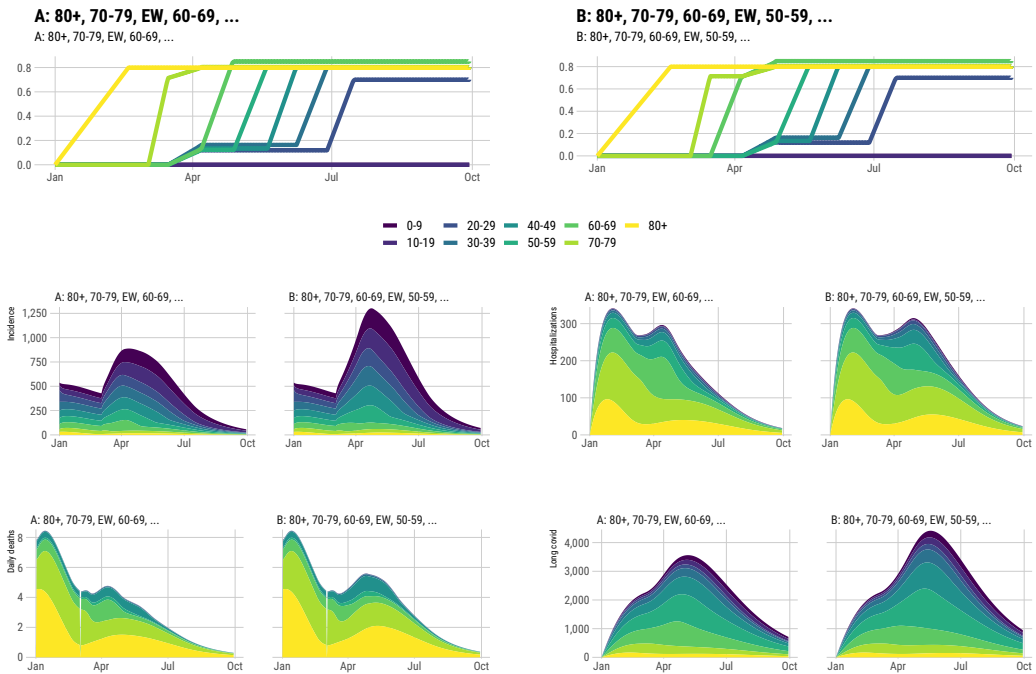 A: 80+, 70-79, EW, 60-69, ...
A: 80+, 70-79, EW, 60-69, ...
0.8
0.6
0.4
0.2
0.0
Jan Apr Jul Oct
B: 80+, 70-79, 60-69, EW, 50-59, ...
B: 80+, 70-79, 60-69, EW, 50-59, ...
0.8
0.6
0.4
0.2
0.0
Jan Apr Jul Oct
0-9 20-29 40-49 60-69 80+
10-19 30-39 50-59 70-79
A: 80+, 70-79, EW, 60-69, ...
B: 80+, 70-79, 60-69, EW, 50-59, ...
Incidence
1,250
1,000
750
500
250
0
Jan Apr Jul Oct
Jan Apr Jul Oct
A: 80+, 70-79, EW, 60-69, ...
B: 80+, 70-79, 60-69, EW, 50-59, ...
Hospitalizations
300
200
100
0
Jan Apr Jul Oct
Jan Apr Jul Oct
A: 80+, 70-79, EW, 60-69, ...
B: 80+, 70-79, 60-69, EW, 50-59, ...
Daily deaths
8
6
4
2
0
Jan Apr Jul Oct
Jan Apr Jul Oct
A: 80+, 70-79, EW, 60-69, ...
B: 80+, 70-79, 60-69, EW, 50-59, ...
Long covid
4,000
3,000
2,000
1,000
0
Jan Apr Jul Oct
Jan Apr Jul Oct